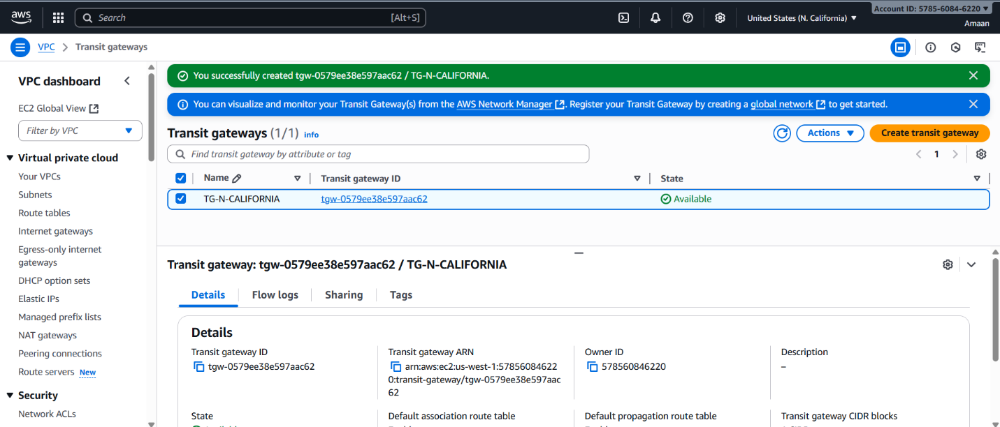 aws
Search
[Alt+S]
United States (N. California)
Account ID: 5785-6084-6220
Amaan
VPC
Transit gateways
VPC dashboard
EC2 Global View
Filter by VPC
Virtual private cloud
Your VPCs
Subnets
Route tables
Internet gateways
Egress-only internet
gateways
DHCP option sets
Elastic IPs
Managed prefix lists
NAT gateways
Peering connections
Route servers New
Security
Network ACLs
You successfully created tgw-0579ee38e597aac62 / TG-N-CALIFORNIA.
You can visualize and monitor your Transit Gateway(s) from the AWS Network Manager. Register your Transit Gateway by creating a global network to get started.
Transit gateways (1/1) info
Actions
Create transit gateway
Find transit gateway by attribute or tag
1
Name
Transit gateway ID
State
TG-N-CALIFORNIA
tgw-0579ee38e597aac62
Available
Transit gateway: tgw-0579ee38e597aac62 / TG-N-CALIFORNIA
Details
Flow logs
Sharing
Tags
Details
Transit gateway ID
tgw-0579ee38e597aac62
Transit gateway ARN
arn:aws:ec2:us-west-1:57856084622
0:transit-gateway/tgw-0579ee38e597aac
62
Owner ID
578560846220
Description
–
State
Default association route table
Default propagation route table
Transit gateway CIDR blocks